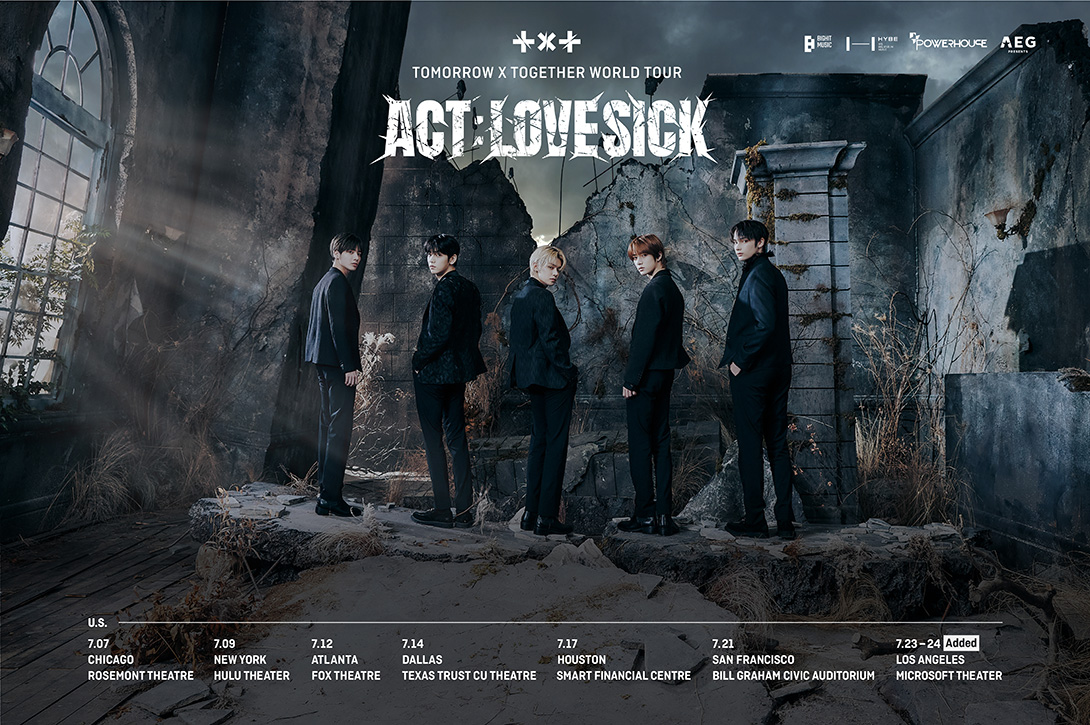 TOMORROW X TOGETHER WORLD TOUR
ACT:LOVESICK
BIGHIT
MUSIC
HYBE
POWERHOUSE
AEG
PRESENTS
U.S.
7.07
CHICAGO
ROSEMONT THEATRE
7.09
NEW YORK
HULU THEATER
7.12
ATLANTA
FOX THEATRE
7.14
DALLAS
TEXAS TRUST CU THEATRE
7.17
HOUSTON
SMART FINANCIAL CENTRE
7.21
SAN FRANCISCO
BILL GRAHAM CIVIC AUDITORIUM
7.23-24 Added
LOS ANGELES
MICROSOFT THEATER